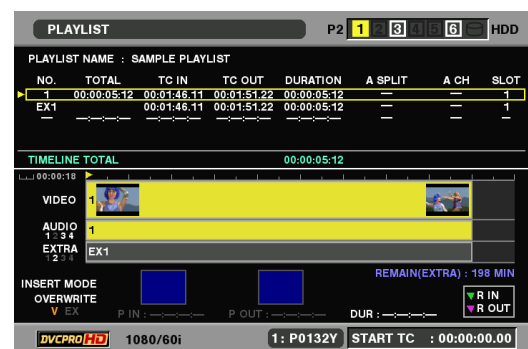 PLAYLIST P2 1 2 3 4 5 6 HDD
PLAYLIST NAME : SAMPLE PLAYLIST
NO. TOTAL TC IN TC OUT DURATION A SPLIT A CH SLOT
1 00:00:05:12 00:01:46.11 00:01:51.22 00:00:05:12 — — 1
EX1 00:01:46.11 00:01:51.22 00:00:05:12 — — 1
— —:—:—:— —:—:—:— —:—:—:— —:—:—:— — — —
TIMELINE TOTAL 00:00:05:12
00:00:18
VIDEO 1
AUDIO 1
1 2 3 4
EXTRA EX1
1 2 3 4
REMAIN(EXTRA) : 198 MIN
INSERT MODE
OVERWRITE
V EX
P IN : —:—:—:— P OUT : —:—:—:— DUR : —:—:—:—
R IN
R OUT
DVCPRO HD 1080/60i 1: P0132Y START TC : 00:00:00.00